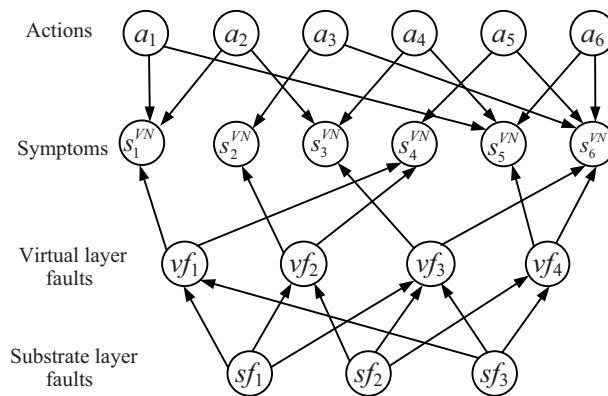 Actions a1 a2 a3 a4 a5 a6
Symptoms s1VN s2VN s3VN s4VN s5VN s6VN
Virtual layer
faults
vf1 vf2 vf3 vf4
Substrate layer
faults
sf1 sf2 sf3